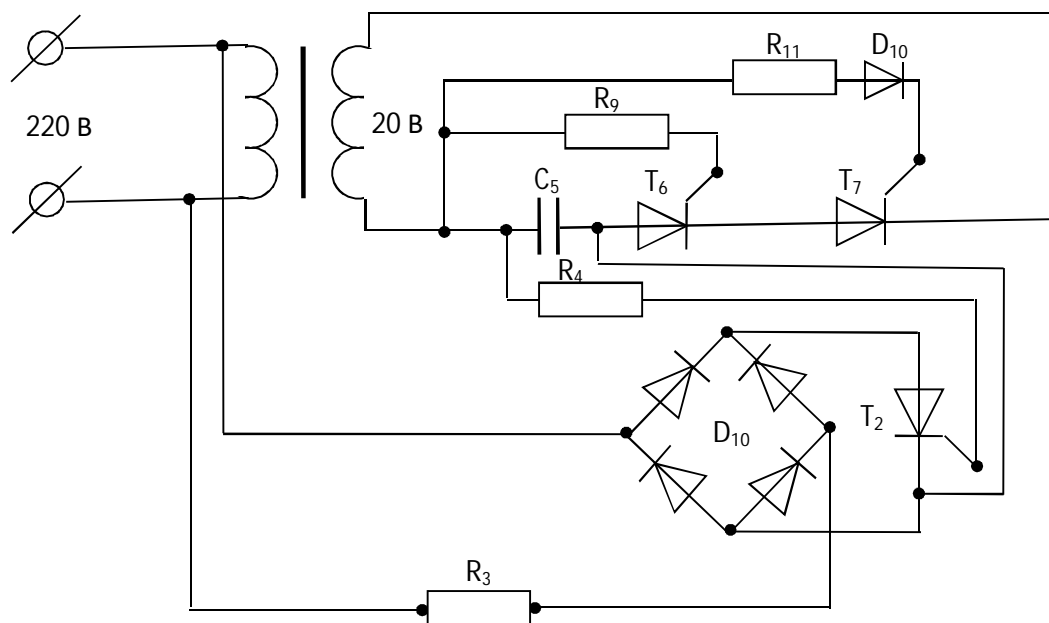 R₁₁
D₁₀
R₉
220 В
20 В
C₅
T₆
T₇
R₄
T₂
D₁₀
R₃